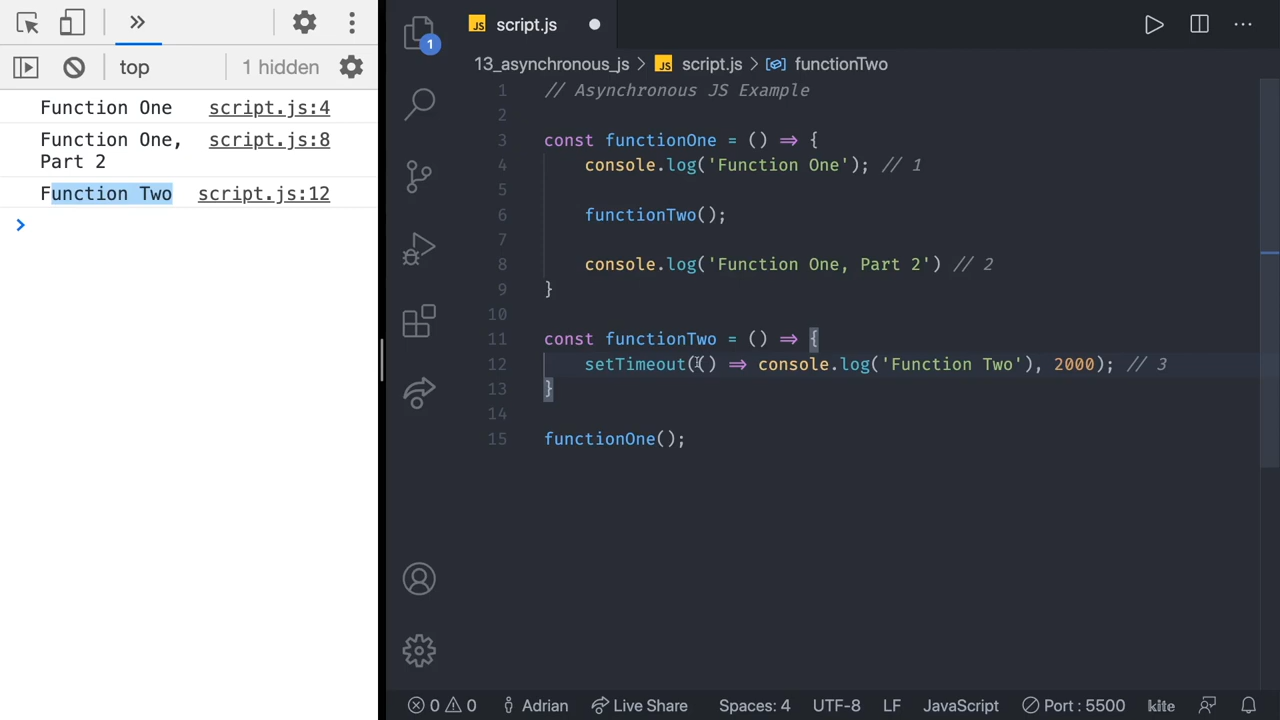 top
1 hidden
Function One script.js:4
Function One, script.js:8
Part 2
Function Two script.js:12
>
1
JS script.js
13_asynchronous_js > JS script.js > functionTwo
1 // Asynchronous JS Example
2
3 const functionOne = () => {
4 console.log('Function One'); // 1
5
6 functionTwo();
7
8 console.log('Function One, Part 2') // 2
9 }
10
11 const functionTwo = () => {
12 setTimeout(() => console.log('Function Two'), 2000); // 3
13 }
14
15 functionOne();
0 0 Adrian Live Share Spaces: 4 UTF-8 LF JavaScript Port : 5500 kite